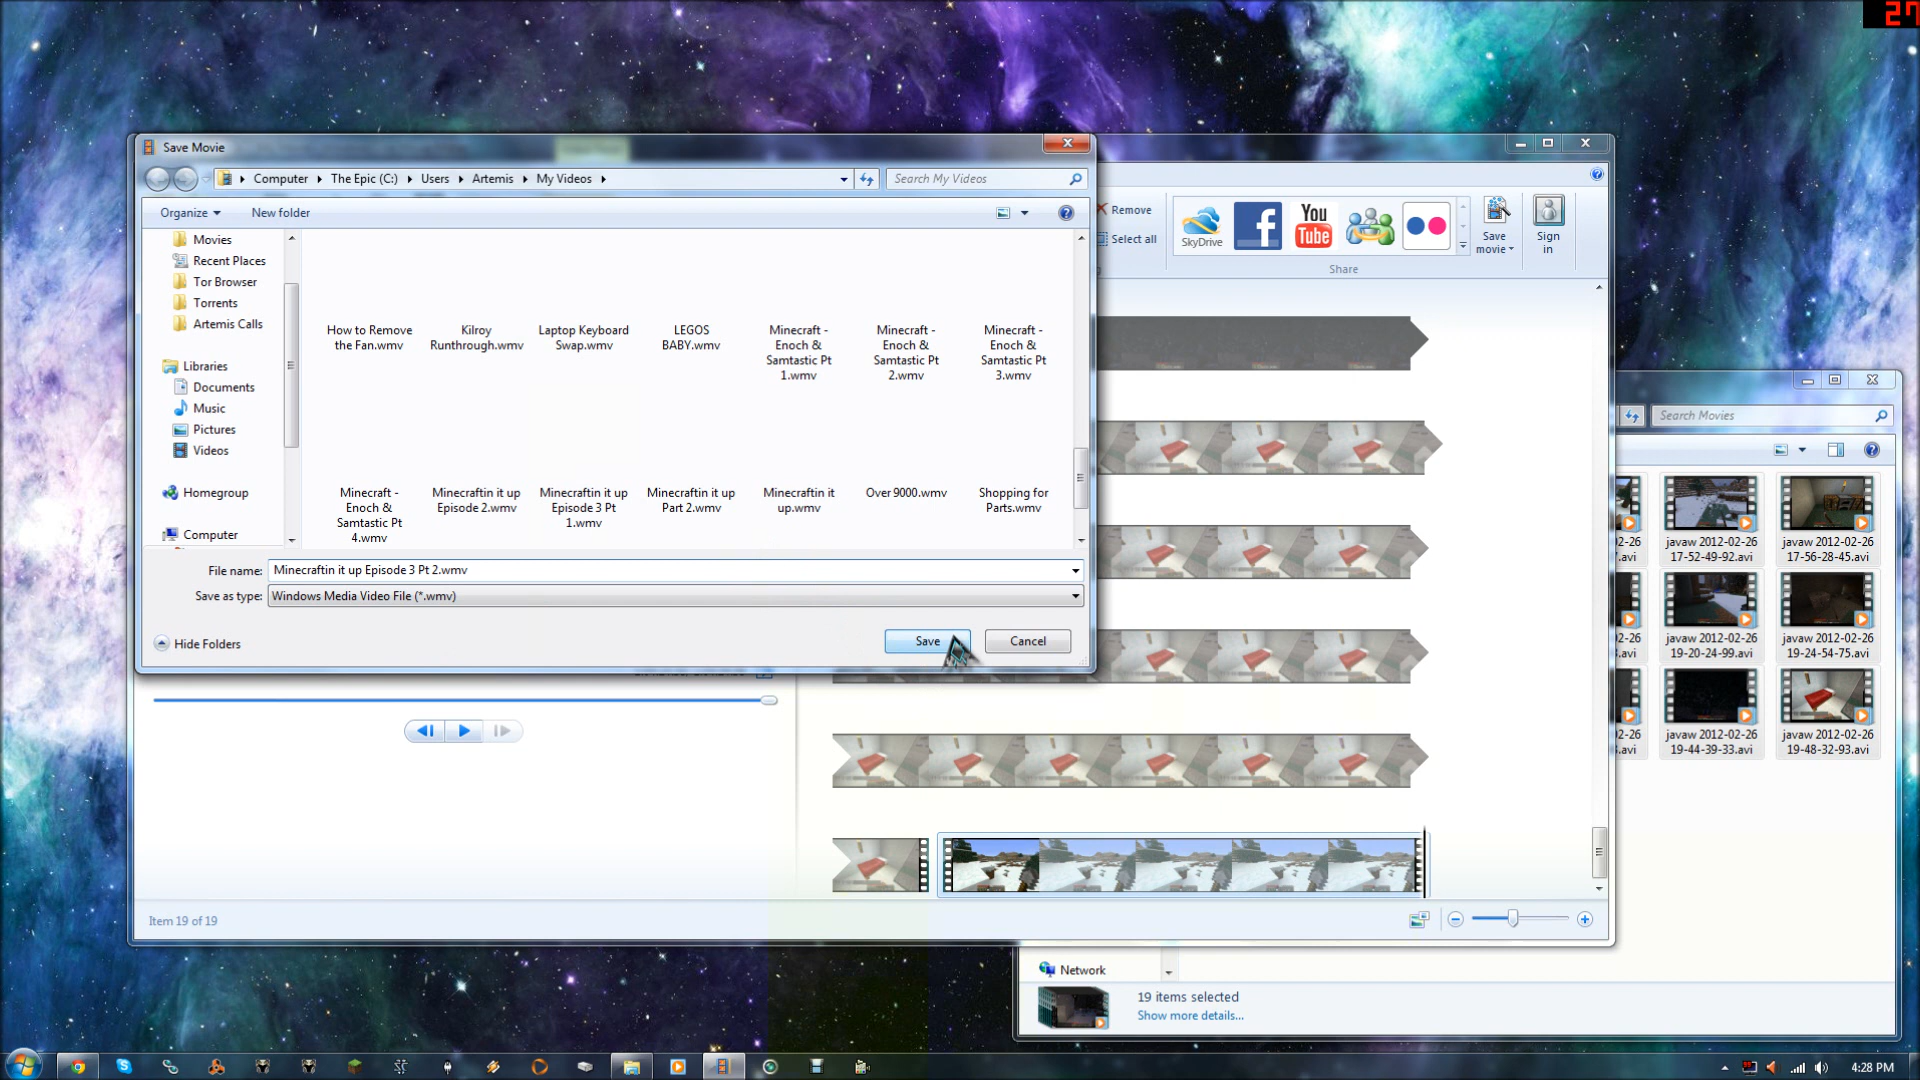 27
Save Movie
Computer
The Epic (C:)
Users
Artemis
My Videos
Search My Videos
Organize
New folder
Movies
Recent Places
Tor Browser
Torrents
Artemis Calls
Libraries
Documents
Music
Pictures
Videos
Homegroup
Computer
How to Remove
the Fan.wmv
Kilroy
Runthrough.wmv
Laptop Keyboard
Swap.wmv
LEGOS
BABY.wmv
Minecraft -
Enoch &
Samtastic Pt
1.wmv
Minecraft -
Enoch &
Samtastic Pt
2.wmv
Minecraft -
Enoch &
Samtastic Pt
3.wmv
Minecraft -
Enoch &
Samtastic Pt
4.wmv
Minecraftin it up
Episode 2.wmv
Minecraftin it up
Episode 3 Pt
1.wmv
Minecraftin it up
Part 2.wmv
Minecraftin it
up.wmv
Over 9000.wmv
Shopping for
Parts.wmv
File name: Minecraftin it up Episode 3 Pt 2.wmv
Save as type: Windows Media Video File (*.wmv)
Hide Folders
Save
Cancel
Remove
Select all
SkyDrive
You
Tube
Share
Save
movie
Sign
in
Item 19 of 19
Search Movies
javaw 2012-02-26
17-52-49-92.avi
javaw 2012-02-26
17-56-28-45.avi
javaw 2012-02-26
19-20-24-99.avi
javaw 2012-02-26
19-24-54-75.avi
javaw 2012-02-26
19-44-39-33.avi
javaw 2012-02-26
19-48-32-93.avi
Network
19 items selected
Show more details...
4:28 PM